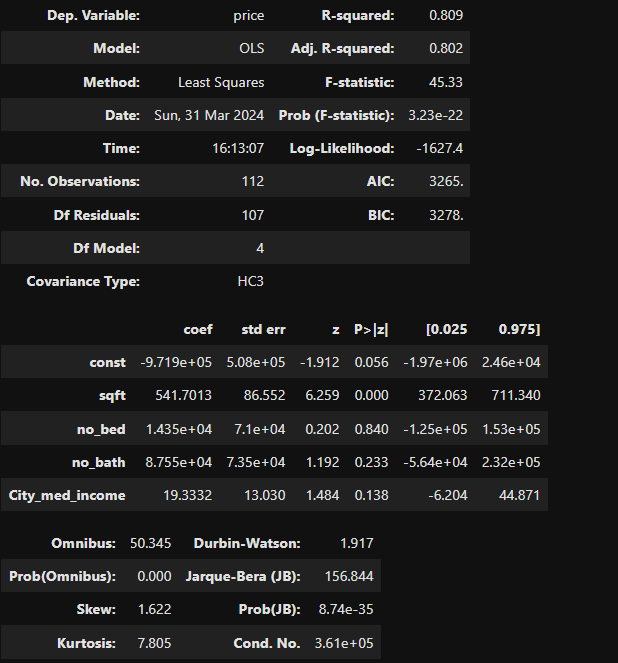 Dep. Variable: price R-squared: 0.809
Model: OLS Adj. R-squared: 0.802
Method: Least Squares F-statistic: 45.33
Date: Sun, 31 Mar 2024 Prob (F-statistic): 3.23e-22
Time: 16:13:07 Log-Likelihood: -1627.4
No. Observations: 112 AIC: 3265.
Df Residuals: 107 BIC: 3278.
Df Model: 4
Covariance Type: HC3
coef std err z P>|z| [0.025 0.975]
const -9.719e+05 5.08e+05 -1.912 0.056 -1.97e+06 2.46e+04
sqft 541.7013 86.552 6.259 0.000 372.063 711.340
no_bed 1.435e+04 7.1e+04 0.202 0.840 -1.25e+05 1.53e+05
no_bath 8.755e+04 7.35e+04 1.192 0.233 -5.64e+04 2.32e+05
City_med_income 19.3332 13.030 1.484 0.138 -6.204 44.871
Omnibus: 50.345 Durbin-Watson: 1.917
Prob(Omnibus): 0.000 Jarque-Bera (JB): 156.844
Skew: 1.622 Prob(JB): 8.74e-35
Kurtosis: 7.805 Cond. No. 3.61e+05